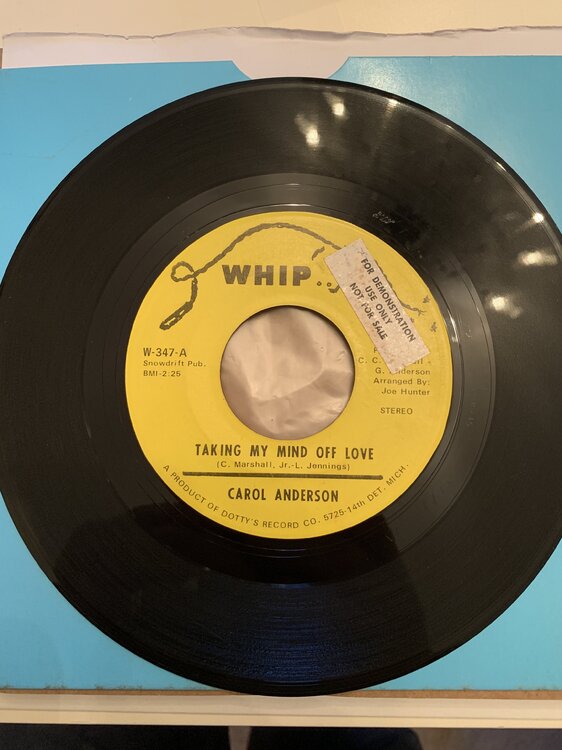 WHIP..
FOR DEMONSTRATION
USE ONLY
NOT FOR SALE
W-347-A
Snowdrift Pub.
BMI-2:25
C. C.
G. Anderson
Arranged By:
Joe Hunter
STEREO
TAKING MY MIND OFF LOVE
(C. Marshall, Jr.-L. Jennings)
CAROL ANDERSON
A PRODUCT OF DOTTY'S RECORD CO. 5725-14th DET. MICH.